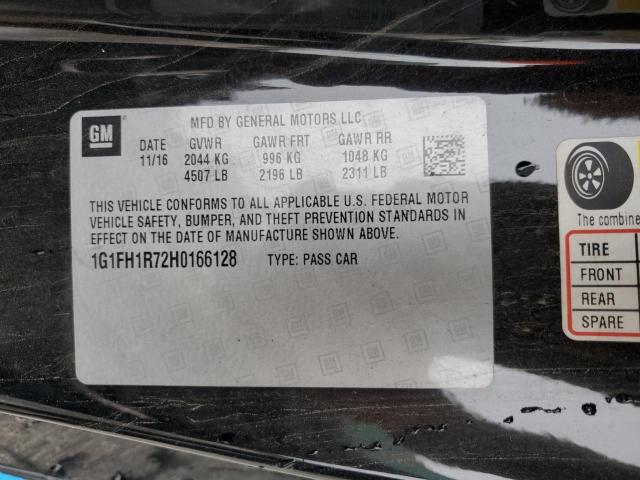 MFD BY GENERAL MOTORS LLC
GM
DATE GVWR GAWR FRT GAWR RR
11/16 2044 KG 996 KG 1048 KG
4507 LB 2196 LB 2311 LB
THIS VEHICLE CONFORMS TO ALL APPLICABLE U.S. FEDERAL MOTOR
VEHICLE SAFETY, BUMPER, AND THEFT PREVENTION STANDARDS IN
EFFECT ON THE DATE OF MANUFACTURE SHOWN ABOVE.
1G1FH1R72H0166128 TYPE: PASS CAR
The combine
TIRE
FRONT
REAR
SPARE